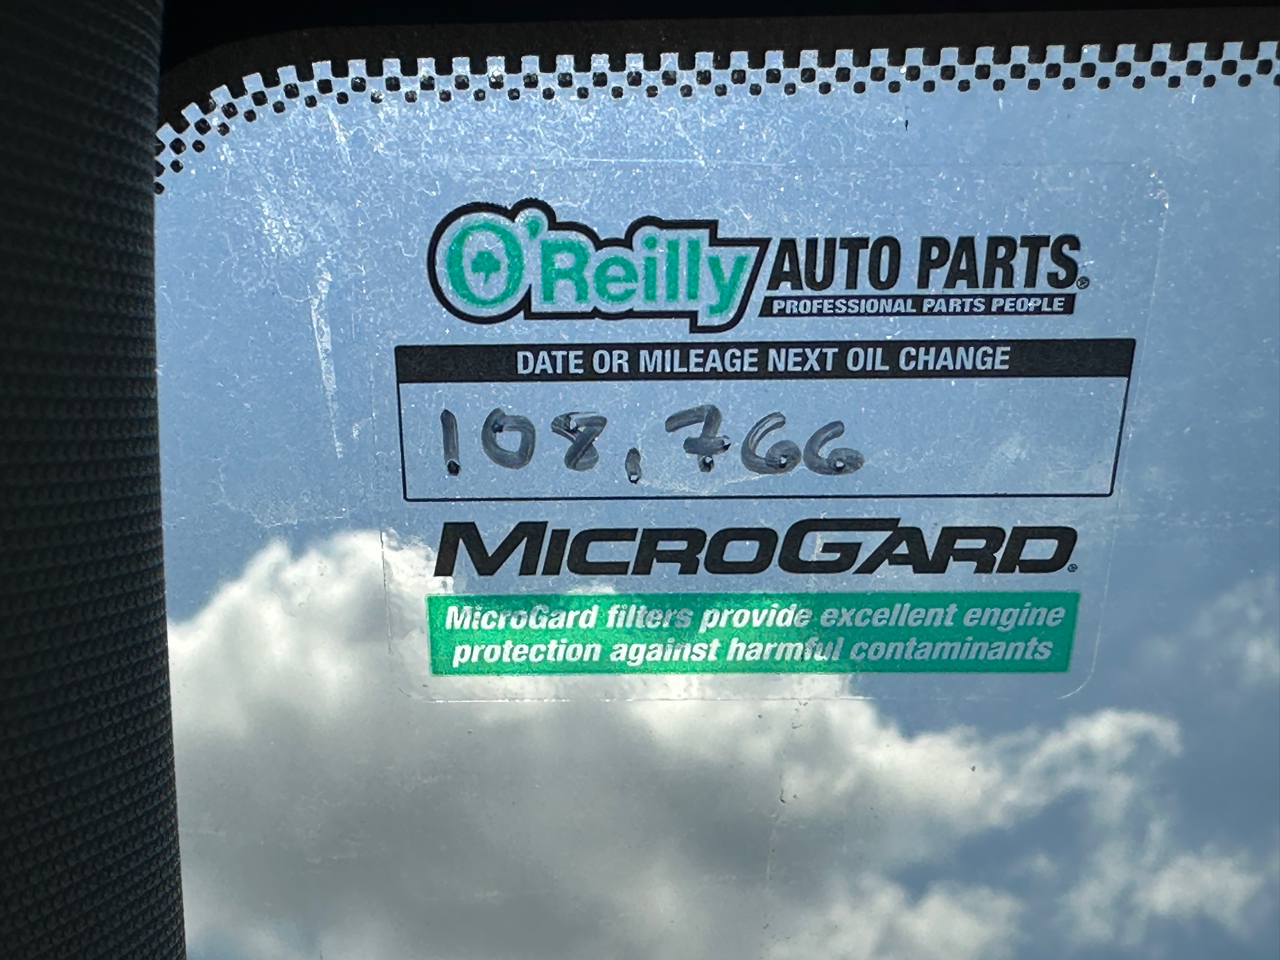 O'Reilly AUTO PARTS®
PROFESSIONAL PARTS PEOPLE
DATE OR MILEAGE NEXT OIL CHANGE
108,766
MICROGARD®
MicroGard filters provide excellent engine
protection against harmful contaminants